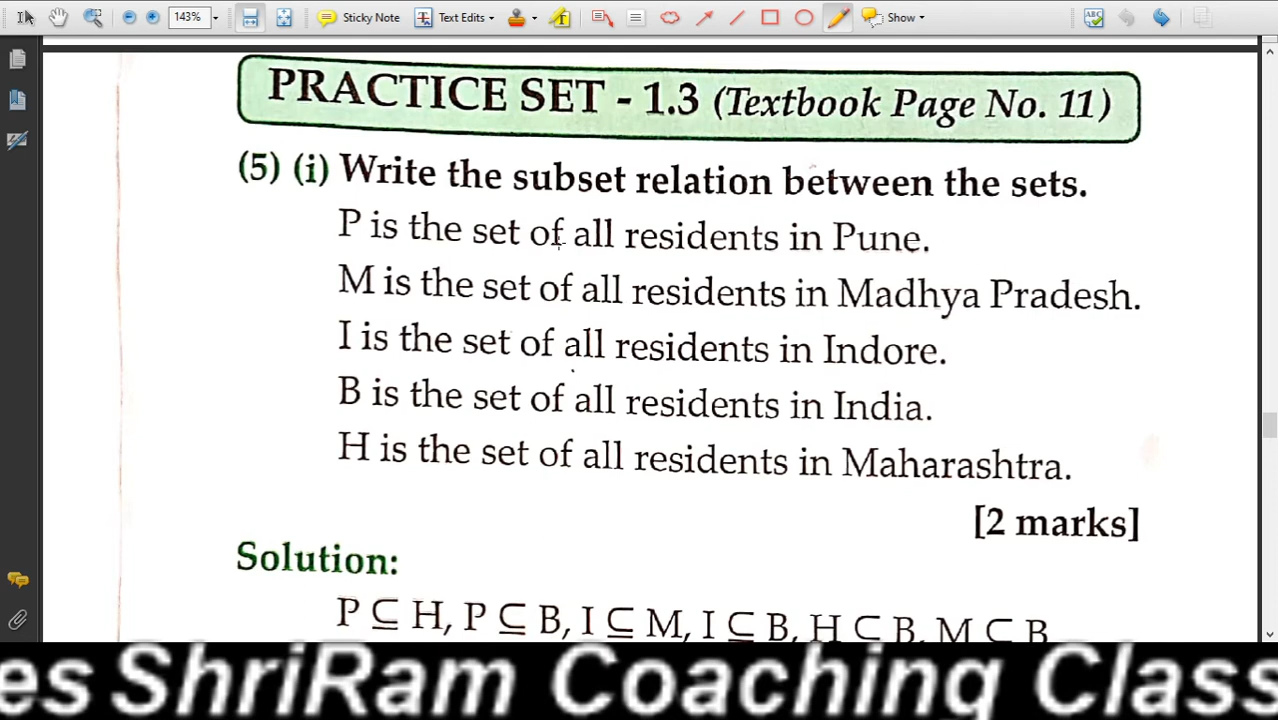 143%
Sticky Note
Text Edits
Show
PRACTICE SET - 1.3 (Textbook Page No. 11)
(5) (i) Write the subset relation between the sets.
P is the set of all residents in Pune.
M is the set of all residents in Madhya Pradesh.
I is the set of all residents in Indore.
B is the set of all residents in India.
H is the set of all residents in Maharashtra.
[2 marks]
Solution:
P ⊆ H, P ⊆ B, I ⊆ M, I ⊆ B, H ⊆ B, M ⊆ B
es ShriRam Coaching Class